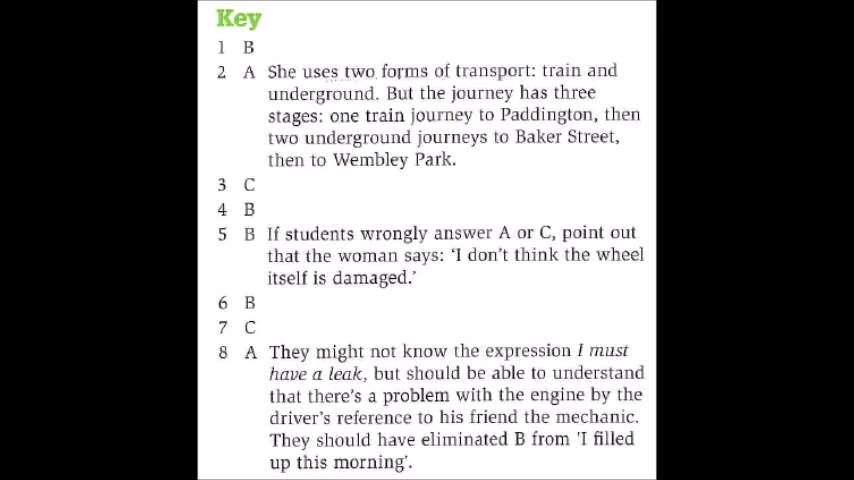 Key
1 B
2 A She uses two forms of transport: train and
underground. But the journey has three
stages: one train journey to Paddington, then
two underground journeys to Baker Street,
then to Wembley Park.
3 C
4 B
5 B If students wrongly answer A or C, point out
that the woman says: ‘I don’t think the wheel
itself is damaged.’
6 B
7 C
8 A They might not know the expression I must
have a leak, but should be able to understand
that there’s a problem with the engine by the
driver’s reference to his friend the mechanic.
They should have eliminated B from 'I filled
up this morning'.